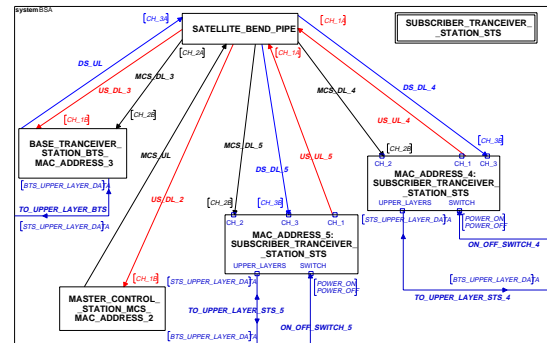 system BSA
SATELLITE_BEND_PIPE
SUBSCRIBER_TRANCEIVER_
_STATION_STS
[CH_3A]
[CH_1A]
DS_UL
[CH_2A]
[CH_1A]
MCS_DL_3
US_DL_3
MCS_DL_4
DS_DL_4
US_UL_4
[CH_1B]
[CH_2B]
MCS_UL
MCS_DL_5
DS_DL_5
US_UL_5
[CH_2B]
[CH_3B]
BASE_TRANCEIVER_
_STATION_BTS_
MAC_ADDRESS_3
CH_2
CH_1
CH_3
MAC_ADDRESS_4:
SUBSCRIBER_TRANCEIVER_
_STATION_STS
UPPER_LAYERS
SWITCH
[BTS_UPPER_LAYER_DATA
TO_UPPER_LAYER_BTS
[STS_UPPER_LAYER_DATA
US_DL_2
[CH_2B]
[CH_3B]
CH_2
CH_3
CH_1
MAC_ADDRESS_5:
SUBSCRIBER_TRANCEIVER_
_STATION_STS
UPPER_LAYERS
SWITCH
[STS_UPPER_LAYER_DATA
[POWER_ON,
POWER_OFF]
ON_OFF_SWITCH_4
[CH_1B]
[STS_UPPER_LAYER_DATA
[POWER_ON,
POWER_OFF]
[BTS_UPPER_LAYER_DATA
TO_UPPER_LAYER_STS_4
MASTER_CONTROL_
_STATION_MCS_
MAC_ADDRESS_2
TO_UPPER_LAYER_STS_5
ON_OFF_SWITCH_5
[BTS_UPPER_LAYER_DATA